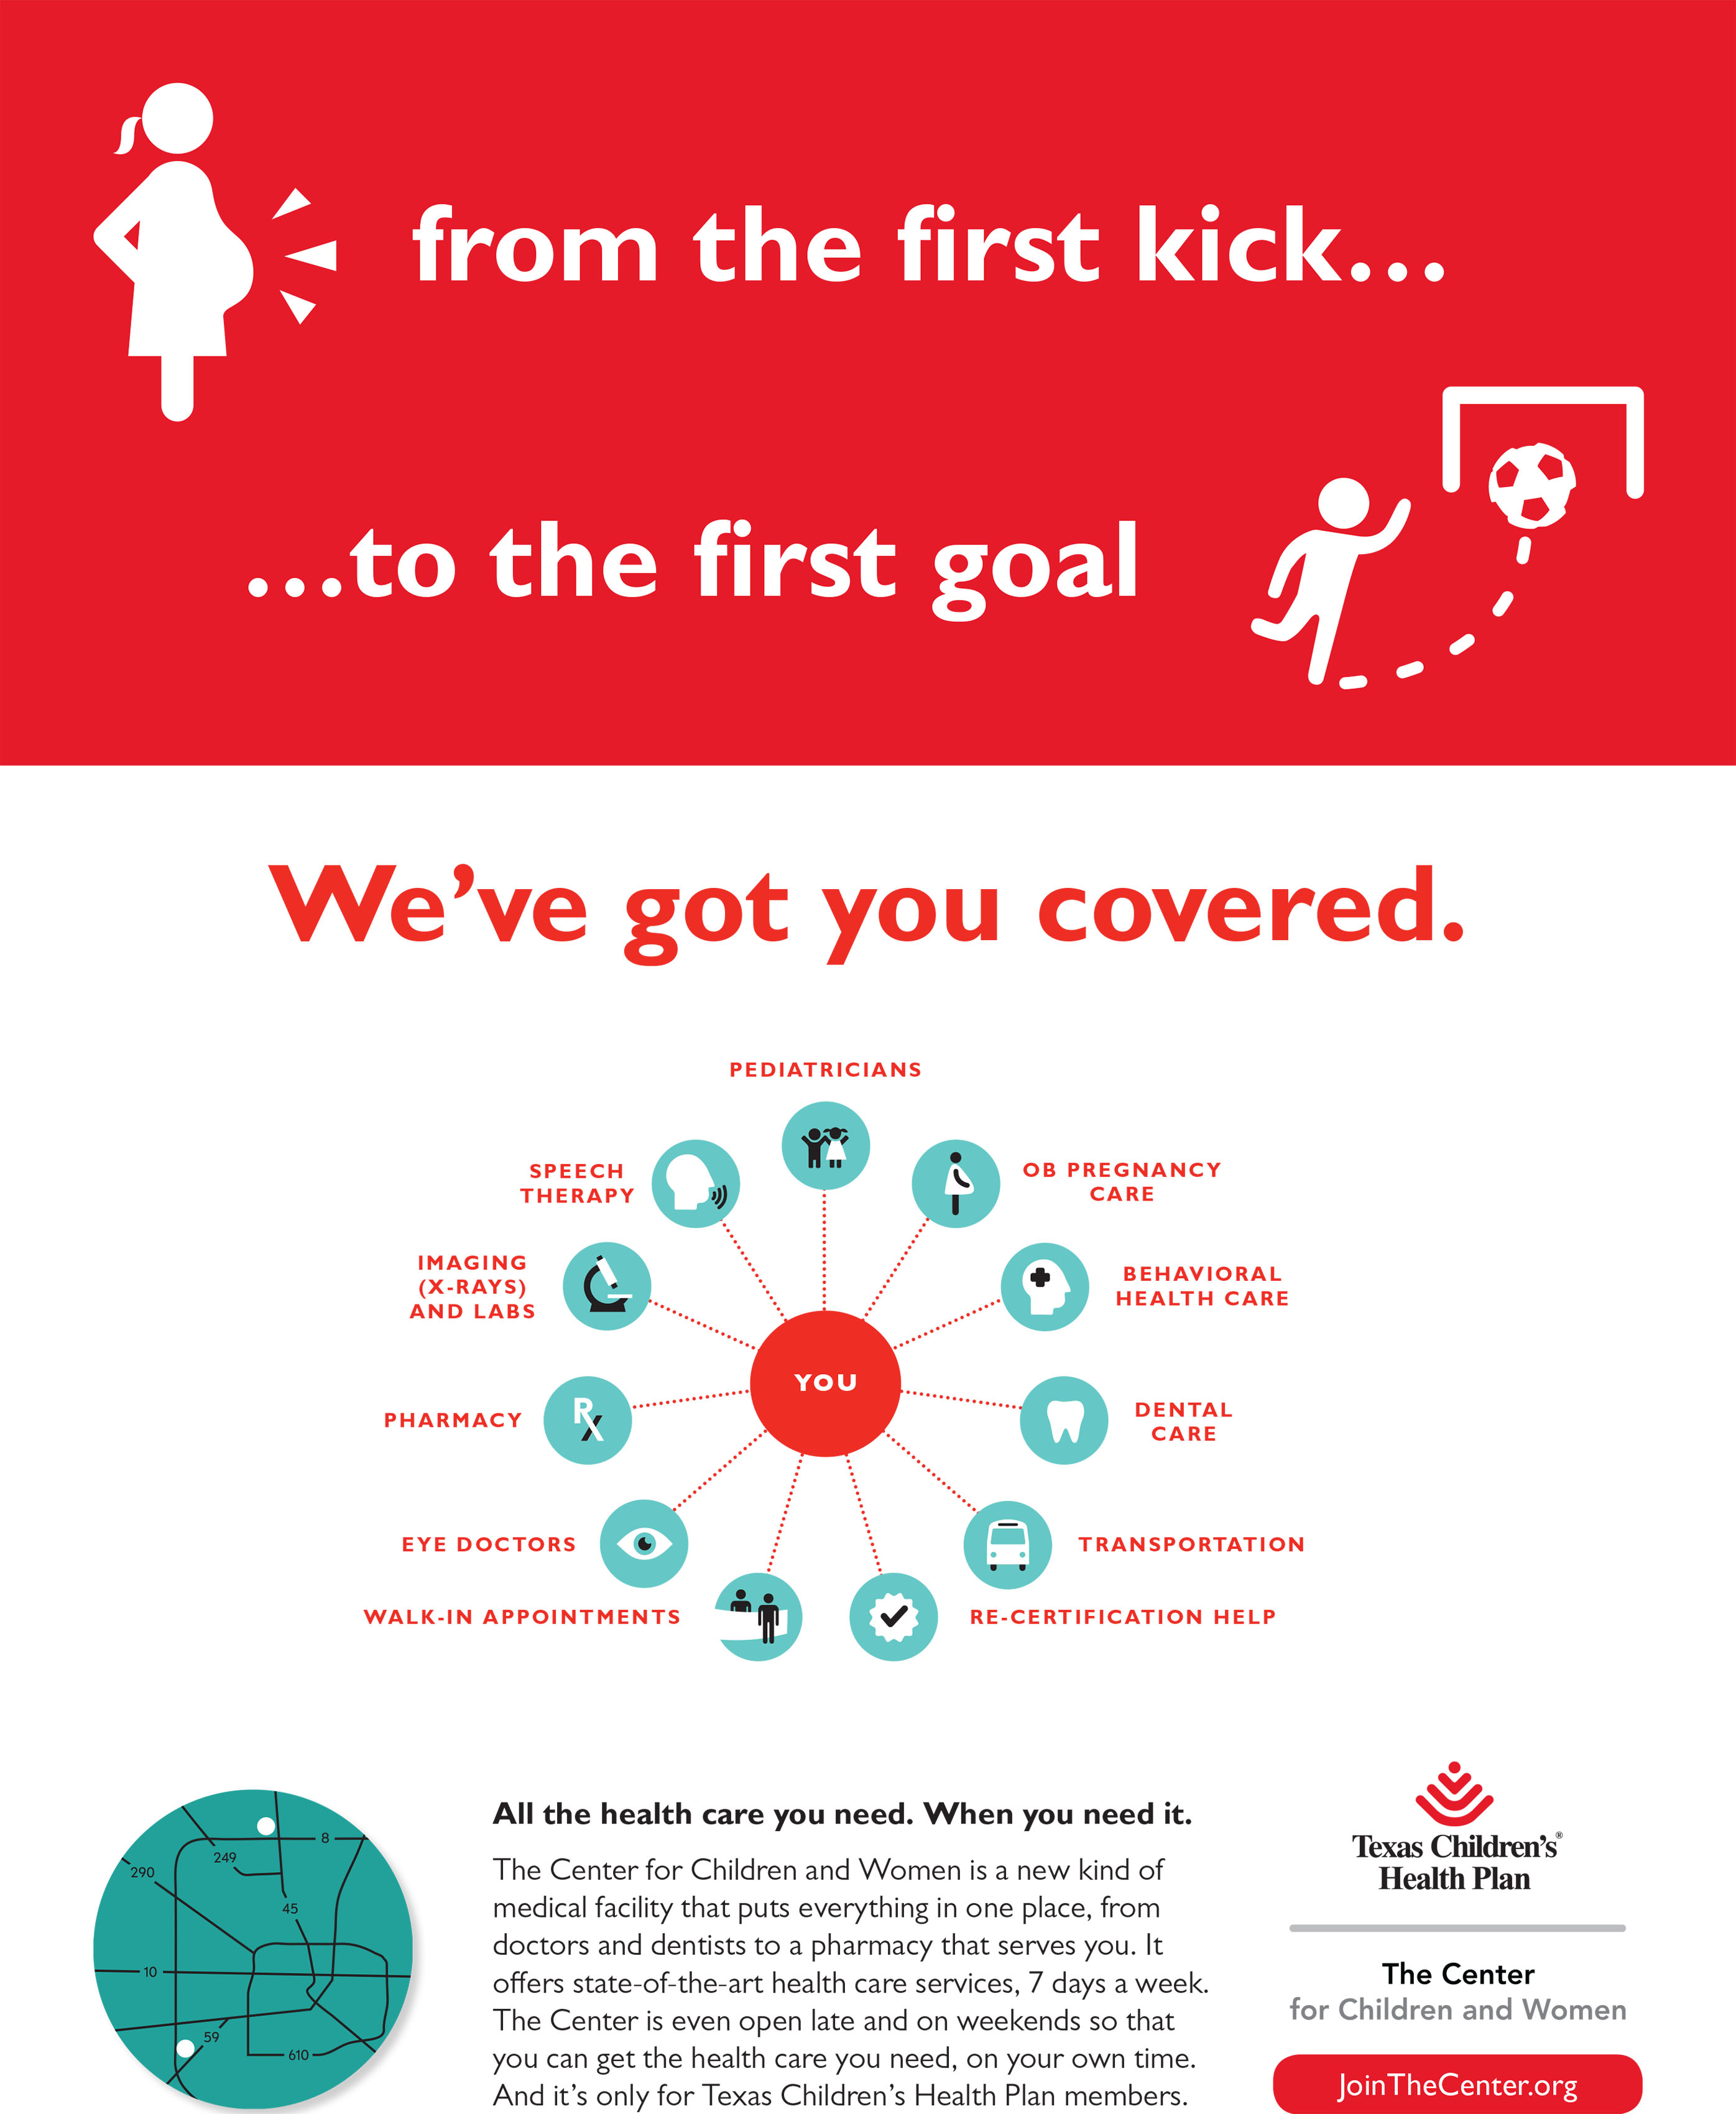 from the first kick...
...to the first goal
We've got you covered.
PEDIATRICIANS
SPEECH
THERAPY
OB PREGNANCY
CARE
IMAGING
(X-RAYS)
AND LABS
BEHAVIORAL
HEALTH CARE
YOU
PHARMACY
Rx
DENTAL
CARE
EYE DOCTORS
TRANSPORTATION
WALK-IN APPOINTMENTS
RE-CERTIFICATION HELP
8
249
290
45
10
59
610
All the health care you need. When you need it.
The Center for Children and Women is a new kind of
medical facility that puts everything in one place, from
doctors and dentists to a pharmacy that serves you. It
offers state-of-the-art health care services, 7 days a week.
The Center is even open late and on weekends so that
you can get the health care you need, on your own time.
And it's only for Texas Children's Health Plan members.
Texas Children's®
Health Plan
The Center
for Children and Women
JoinTheCenter.org